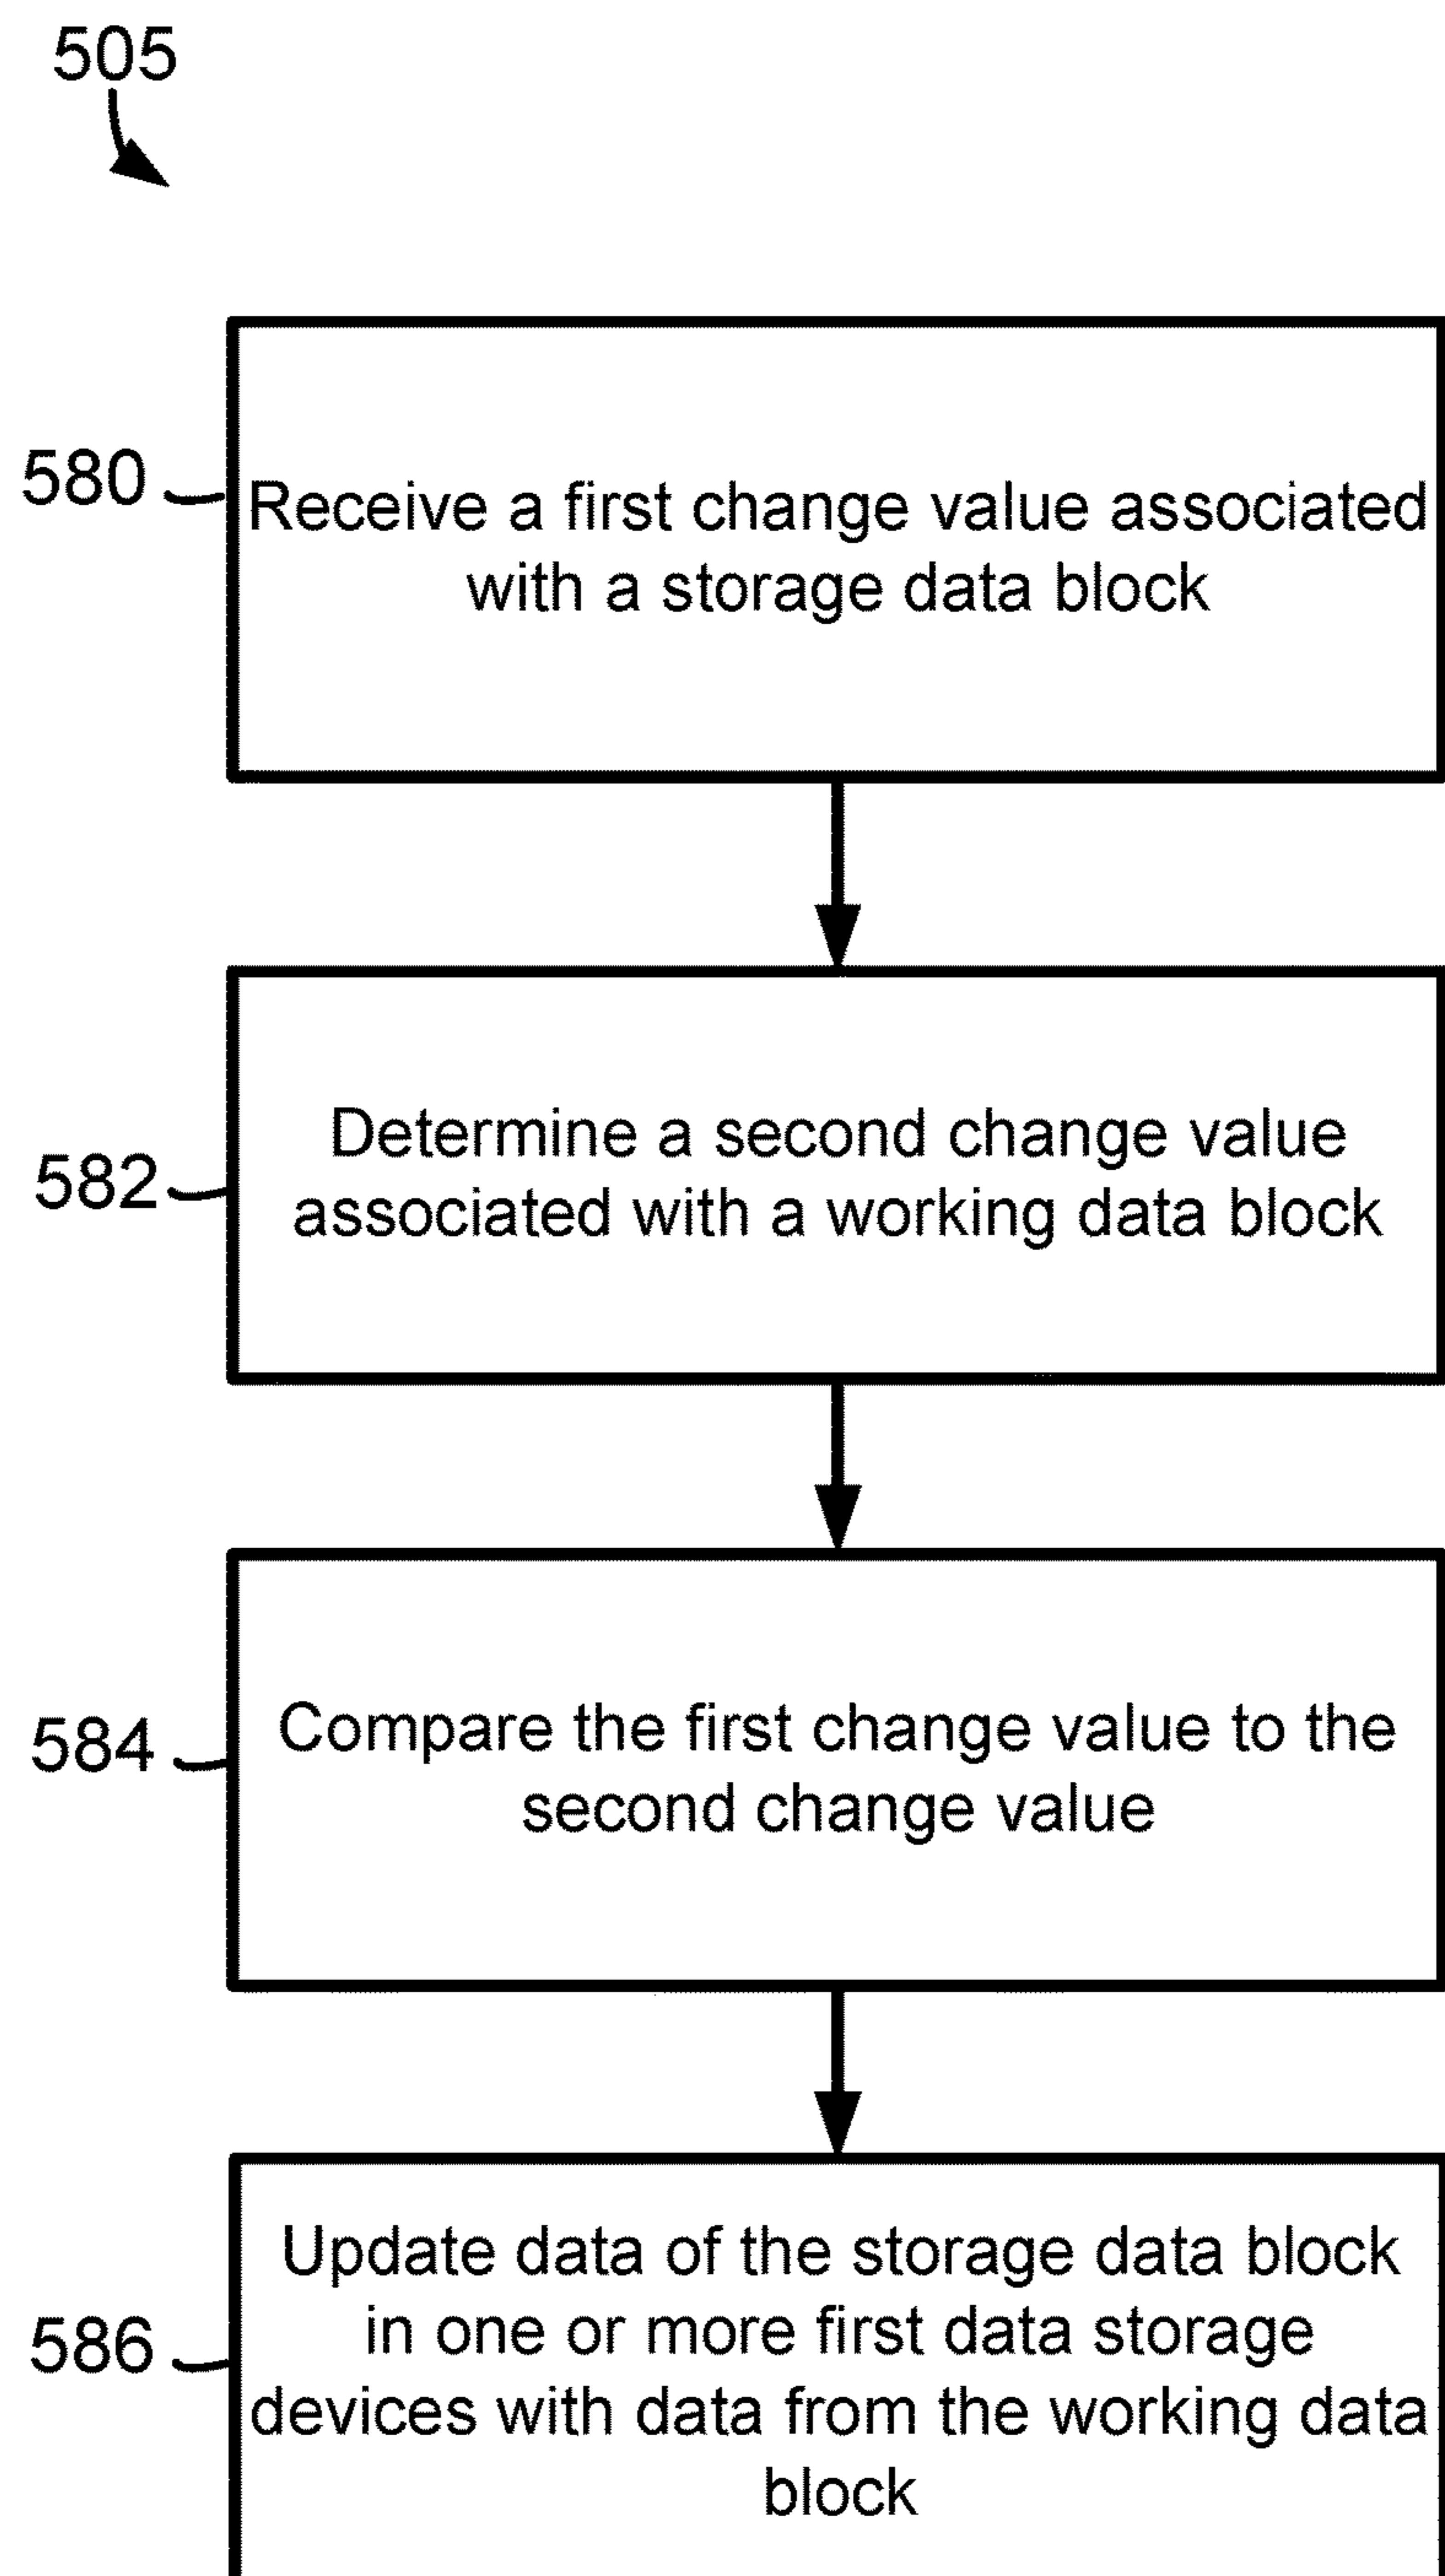 505
580
Receive a first change value associated
with a storage data block
582
Determine a second change value
associated with a working data block
584
Compare the first change value to the
second change value
586
Update data of the storage data block
in one or more first data storage
devices with data from the working data
block